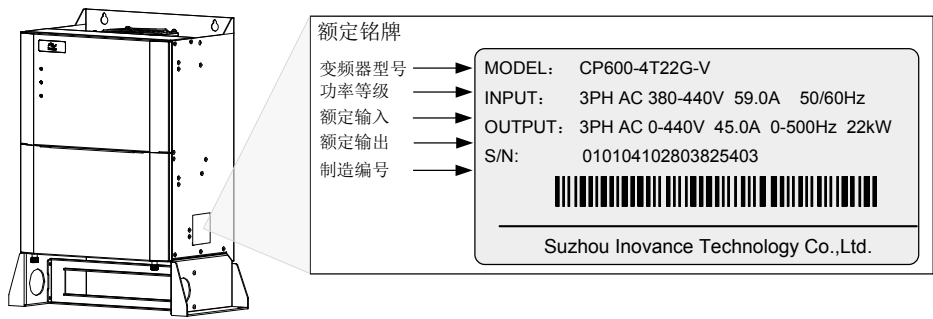 额定铭牌
变频器型号
功率等级
额定输入
额定输出
制造编号
MODEL: CP600-4T22G-V
INPUT: 3PH AC 380-440V 59.0A 50/60Hz
OUTPUT: 3PH AC 0-440V 45.0A 0-500Hz 22kW
S/N: 010104102803825403
Suzhou Inovance Technology Co.,Ltd.